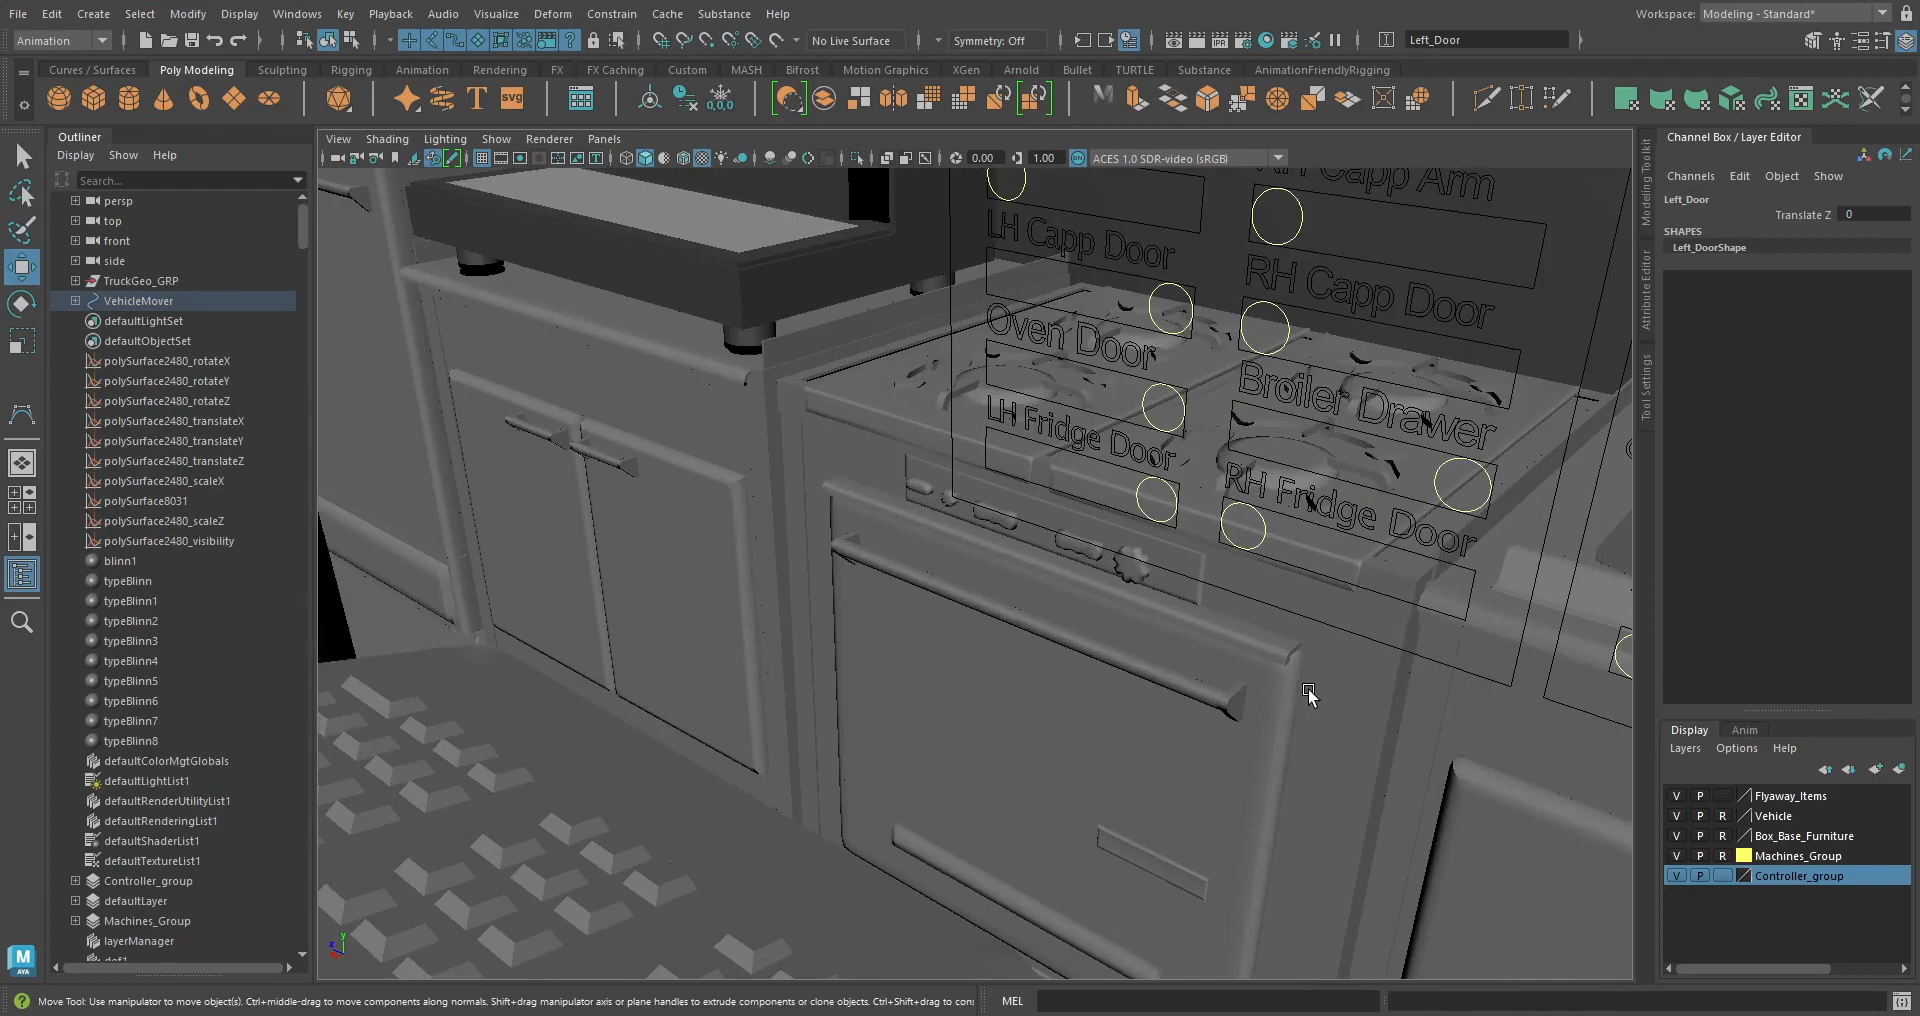 File Edit Create Select Modify Display Windows Key Playback Audio Visualize Deform Constrain Cache Substance Help
Workspace: Modeling - Standard*
Animation No Live Surface Symmetry: Off Left_Door
Curves / Surfaces Poly Modeling Sculpting Rigging Animation Rendering FX FX Caching Custom MASH Bifrost Motion Graphics XGen Arnold Bullet TURTLE Substance AnimationFriendlyRigging
svg 0,0,0
Outliner
Display Show Help
Search...
persp
top
front
side
TruckGeo_GRP
VehicleMover
defaultLightSet
defaultObjectSet
polySurface2480_rotateX
polySurface2480_rotateY
polySurface2480_rotateZ
polySurface2480_translateX
polySurface2480_translateY
polySurface2480_translateZ
polySurface2480_scaleX
polySurface8031
polySurface2480_scaleZ
polySurface2480_visibility
blinn1
typeBlinn
typeBlinn1
typeBlinn2
typeBlinn3
typeBlinn4
typeBlinn5
typeBlinn6
typeBlinn7
typeBlinn8
defaultColorMgtGlobals
defaultLightList1
defaultRenderUtilityList1
defaultRenderingList1
defaultShaderList1
defaultTextureList1
Controller_group
defaultLayer
Machines_Group
layerManager
View Shading Lighting Show Renderer Panels
0.00 1.00 ON ACES 1.0 SDR-video (sRGB)
RH Capp Arm
LH Capp Door
RH Capp Door
Oven Door
Broiler Drawer
LH Fridge Door
RH Fridge Door
y
z
Modeling Toolkit
Attribute Editor
Tool Settings
Channel Box / Layer Editor
Channels Edit Object Show
Left_Door
Translate Z 0
SHAPES
Left_DoorShape
Display Anim
Layers Options Help
V P Flyaway_Items
V P R Vehicle
V P R Box_Base_Furniture
V P R Machines_Group
V P Controller_group
M
AYA
Move Tool: Use manipulator to move object(s). Ctrl+middle-drag to move components along normals. Shift+drag manipulator axis or plane handles to extrude components or clone objects. Ctrl+Shift+drag to
MEL